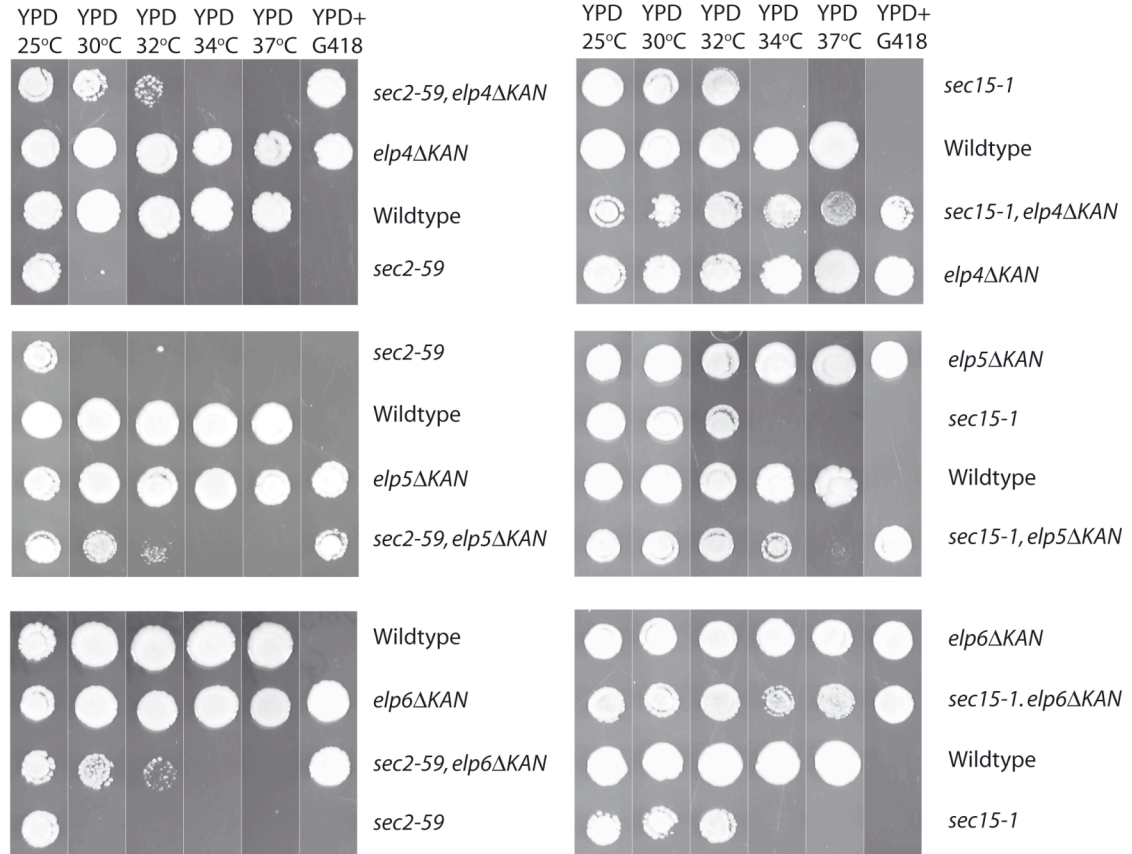 YPD YPD YPD YPD YPD YPD+
25°C 30°C 32°C 34°C 37°C G418
sec2-59, elp4ΔKAN
elp4ΔKAN
Wildtype
sec2-59
sec2-59
Wildtype
elp5ΔKAN
sec2-59, elp5ΔKAN
Wildtype
elp6ΔKAN
sec2-59, elp6ΔKAN
sec2-59
YPD YPD YPD YPD YPD YPD+
25°C 30°C 32°C 34°C 37°C G418
sec15-1
Wildtype
sec15-1, elp4ΔKAN
elp4ΔKAN
elp5ΔKAN
sec15-1
Wildtype
sec15-1, elp5ΔKAN
elp6ΔKAN
sec15-1. elp6ΔKAN
Wildtype
sec15-1